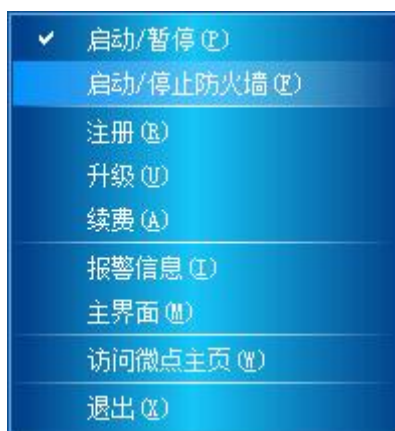 启动/暂停(P)
启动/停止防火墙(F)
注册(R)
升级(U)
续费(A)
报警信息(I)
主界面(M)
访问微点主页(W)
退出(X)